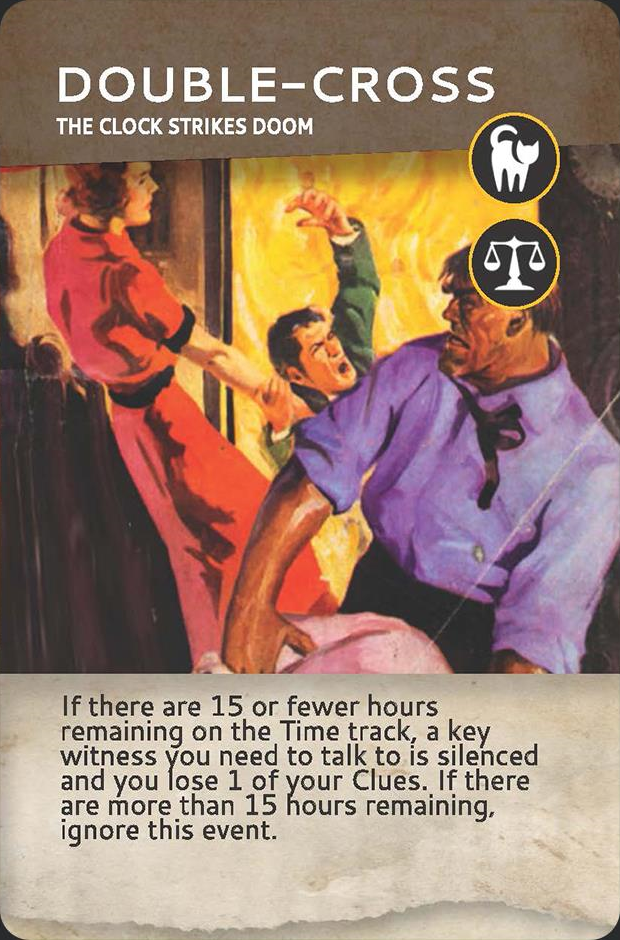 DOUBLE-CROSS
THE CLOCK STRIKES DOOM
If there are 15 or fewer hours
remaining on the Time track, a key
witness you need to talk to is silenced
and you lose 1 of your Clues. If there
are more than 15 hours remaining,
ignore this event.